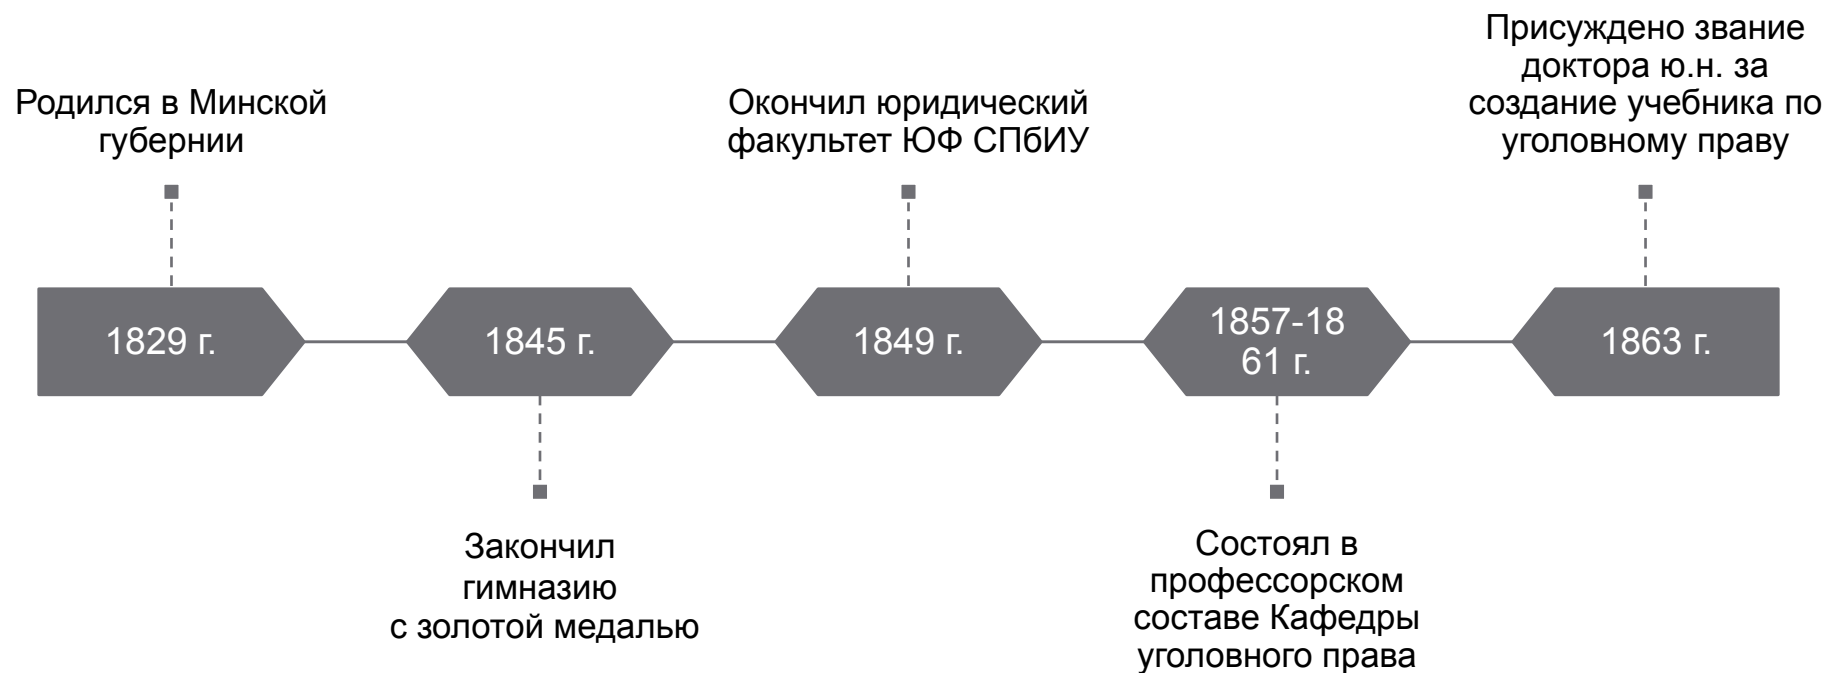 Родился в Минской
губернии
1829 г.
Закончил
гимназию
с золотой медалью
1845 г.
Окончил юридический
факультет ЮФ СПбИУ
1849 г.
1857-18
61 г.
Состоял в
профессорском
составе Кафедры
уголовного права
Присуждено звание
доктора ю.н. за
создание учебника по
уголовному праву
1863 г.